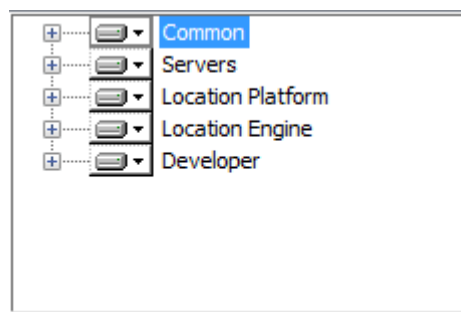 Common
Servers
Location Platform
Location Engine
Developer